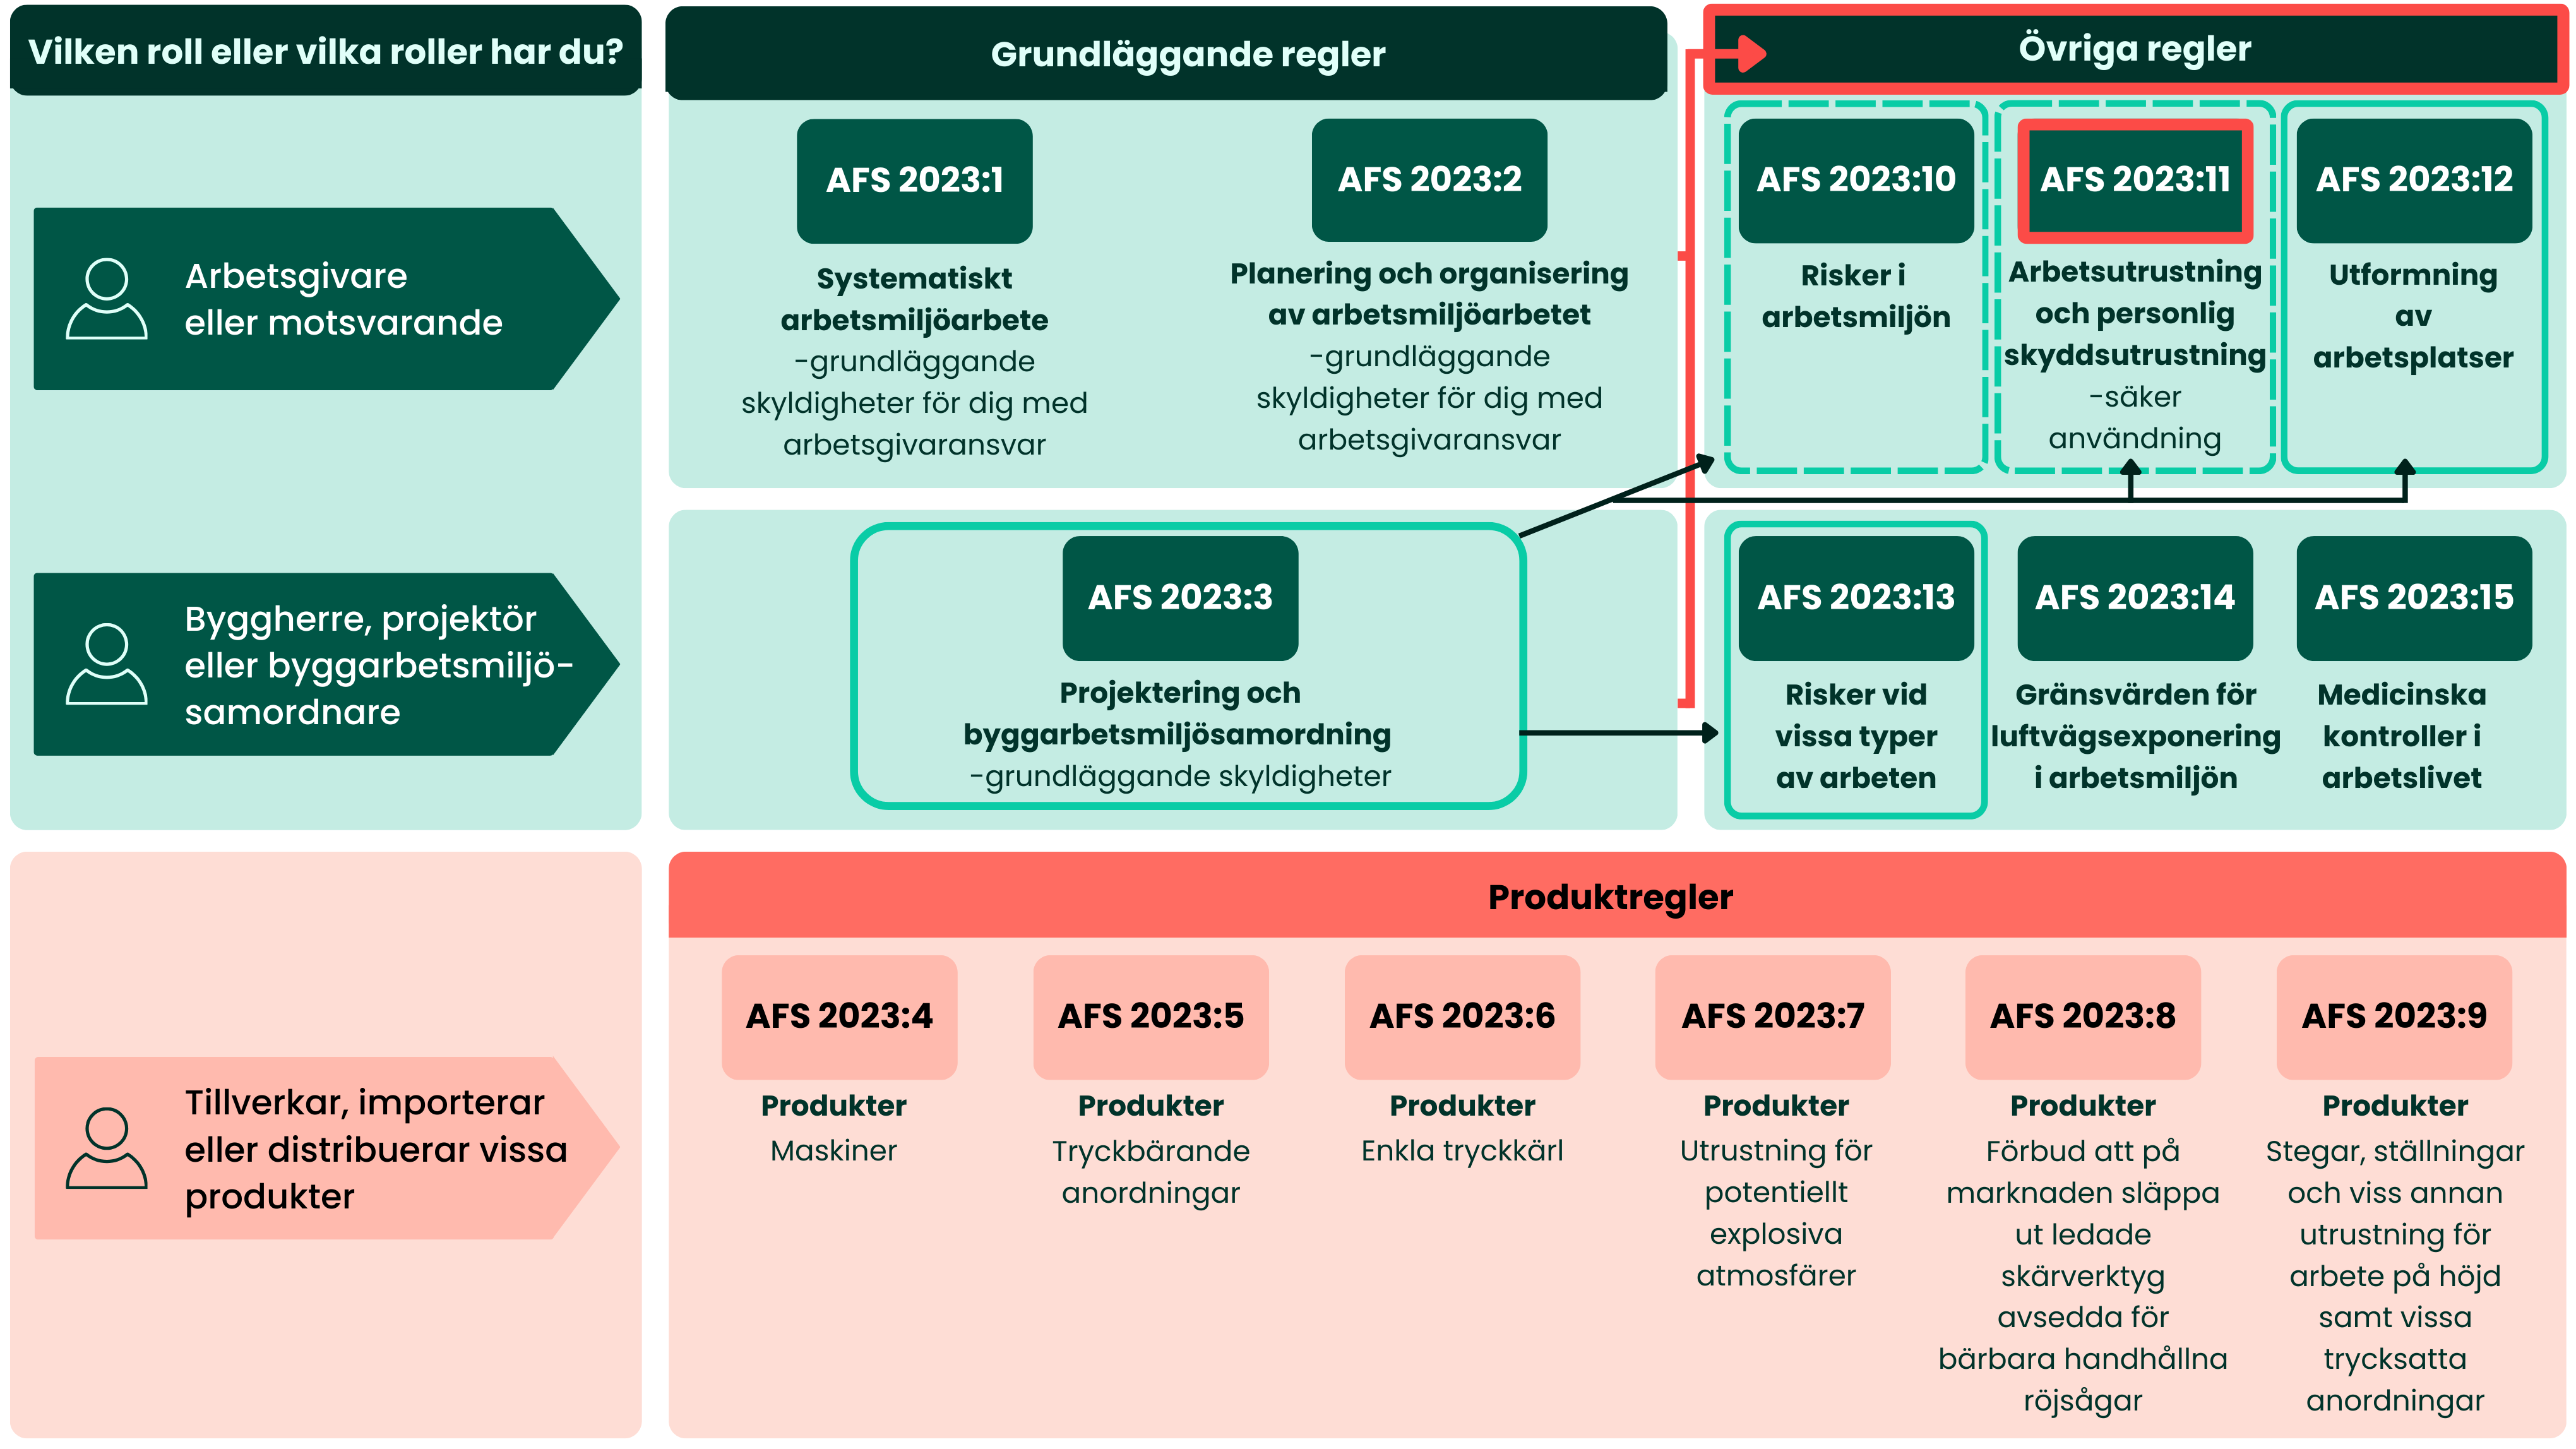 Vilken roll eller vilka roller har du?
Arbetsgivare
eller motsvarande
Byggherre, projektör
eller byggarbetsmiljö-
samordnare
Grundläggande regler
AFS 2023:1
Systematiskt
arbetsmiljöarbete
-grundläggande
skyldigheter för dig med
arbetsgivaransvar
AFS 2023:2
Planering och organisering
av arbetsmiljöarbetet
-grundläggande
skyldigheter för dig med
arbetsgivaransvar
AFS 2023:3
Projektering och
byggarbetsmiljösamordning
-grundläggande skyldigheter
Övriga regler
AFS 2023:10
Risker i
arbetsmiljön
AFS 2023:11
Arbetsutrustning
och personlig
skyddsutrustning
-säker
användning
AFS 2023:12
Utformning
av
arbetsplatser
AFS 2023:13
Risker vid
vissa typer
av arbeten
AFS 2023:14
Gränsvärden för
luftvägsexponering
i arbetsmiljön
AFS 2023:15
Medicinska
kontroller i
arbetslivet
Tillverkar, importerar
eller distribuerar vissa
produkter
Produktregler
AFS 2023:4
Produkter
Maskiner
AFS 2023:5
Produkter
Tryckbärande
anordningar
AFS 2023:6
Produkter
Enkla tryckkärl
AFS 2023:7
Produkter
Utrustning för
potentiellt
explosiva
atmosfärer
AFS 2023:8
Produkter
Förbud att på
marknaden släppa
ut ledade
skärverktyg
avsedda för
bärbara handhållna
röjsågar
AFS 2023:9
Produkter
Stegar, ställningar
och viss annan
utrustning för
arbete på höjd
samt vissa
trycksatta
anordningar